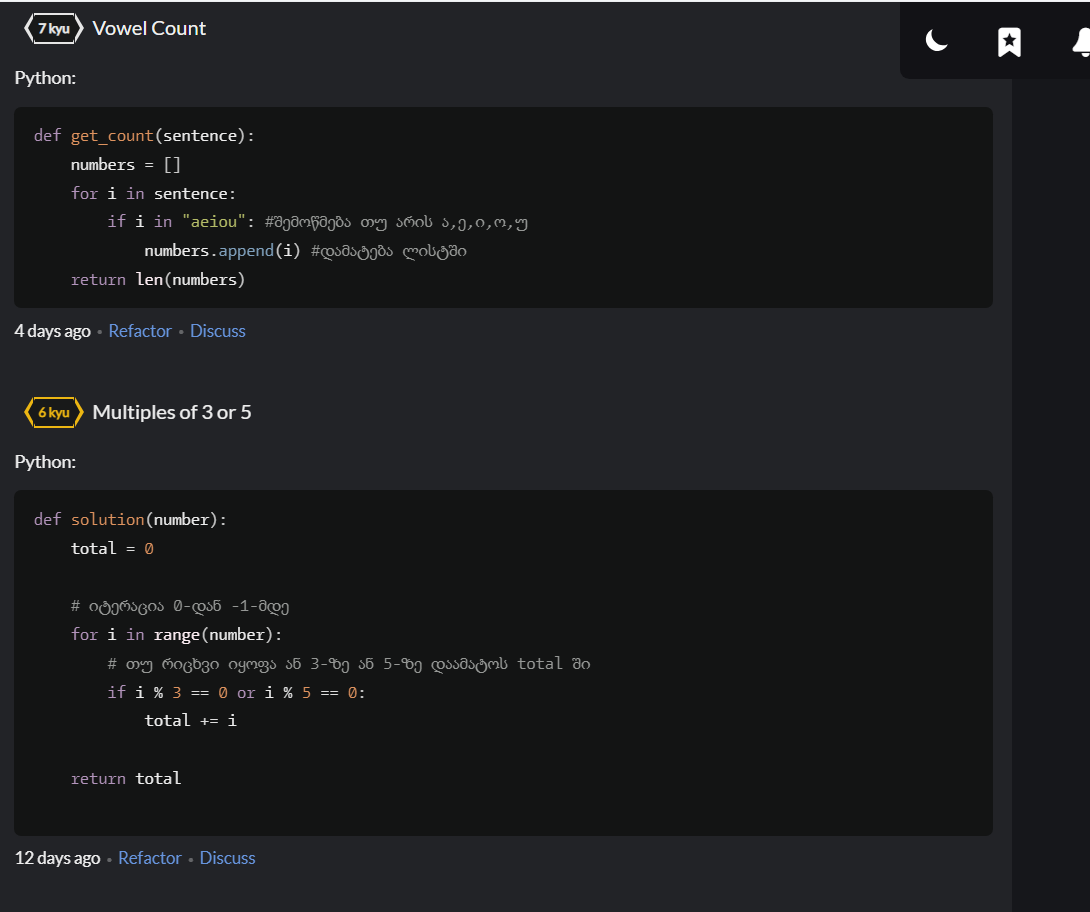 7 kyu Vowel Count
Python:
def get_count(sentence):
    numbers = []
    for i in sentence:
        if i in "aeiou": #შემოწმება თუ არის ა,ე,ი,ო,უ
            numbers.append(i) #დამატება ლისტში
    return len(numbers)
4 days ago • Refactor • Discuss
6 kyu Multiples of 3 or 5
Python:
def solution(number):
    total = 0
    # იტერაცია 0-დან -1-მდე
    for i in range(number):
        # თუ რიცხვი იყოფა ან 3-ზე ან 5-ზე დაამატოს total ში
        if i % 3 == 0 or i % 5 == 0:
            total += i
    return total
12 days ago • Refactor • Discuss